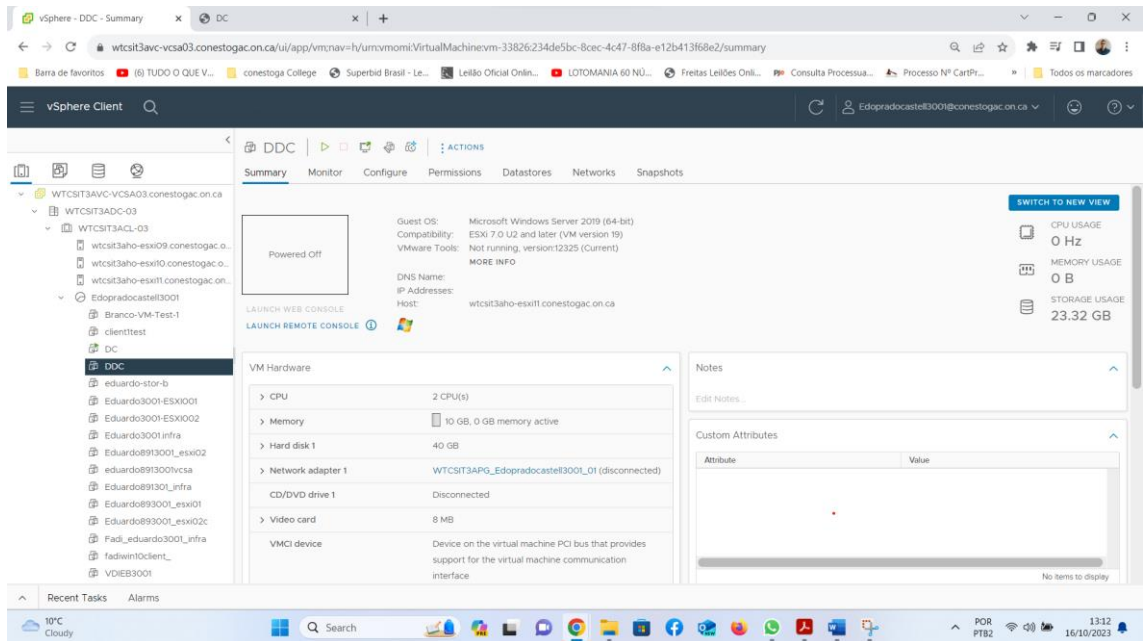 vSphere - DDC - Summary
DC
wtcsit3avc-vcsa03.conestogac.on.ca/ui/app/vm;nav=h/urn:vmomi:VirtualMachine:vm-33826:234de5bc-8cec-4c47-8f8a-e12b413f68e2/summary
Barra de favoritos
(6) TUDO O QUE V...
conestoga College
Superbid Brasil - Le...
Leilão Oficial Onlin...
LOTOMANIA 60 NÚ...
Freitas Leilões Onli...
Consulta Processua...
Processo Nº CartPr...
»
Todos os marcadores
vSphere Client
Edopradocastell3001@conestogac.on.ca
DDC
ACTIONS
Summary
Monitor
Configure
Permissions
Datastores
Networks
Snapshots
WTCSIT3AVC-VCSA03.conestogac.on.ca
WTCSIT3ADC-03
WTCSIT3ACL-03
wtcsit3aho-esxi09.conestogac.o...
wtcsit3aho-esxi10.conestogac.o...
wtcsit3aho-esxi11.conestogac.on...
Edopradocastell3001
Branco-VM-Test-1
client1test
DC
DDC
eduardo-stor-b
Eduardo3001-ESXI001
Eduardo3001-ESXI002
Eduardo3001.infra
Eduardo8913001_esxi02
eduardo8913001vcsa
Eduardo891301_infra
Eduardo893001_esxi01
Eduardo893001_esxi02c
Fadi_eduardo3001_infra
fadiwin10client_
VDIEB3001
Powered Off
LAUNCH WEB CONSOLE
LAUNCH REMOTE CONSOLE
Guest OS: Microsoft Windows Server 2019 (64-bit)
Compatibility: ESXi 7.0 U2 and later (VM version 19)
VMware Tools: Not running, version:12325 (Current)
MORE INFO
DNS Name:
IP Addresses:
Host: wtcsit3aho-esxi11.conestogac.on.ca
SWITCH TO NEW VIEW
CPU USAGE
0 Hz
MEMORY USAGE
0 B
STORAGE USAGE
23.32 GB
VM Hardware
CPU 2 CPU(s)
Memory 10 GB, 0 GB memory active
Hard disk 1 40 GB
Network adapter 1 WTCSIT3APG_Edopradocastell3001_01 (disconnected)
CD/DVD drive 1 Disconnected
Video card 8 MB
VMCI device Device on the virtual machine PCI bus that provides
support for the virtual machine communication
interface
Notes
Edit Notes...
Custom Attributes
Attribute Value
No items to display
Recent Tasks
Alarms
10°C
Cloudy
Search
POR
PTB2
13:12
16/10/2023